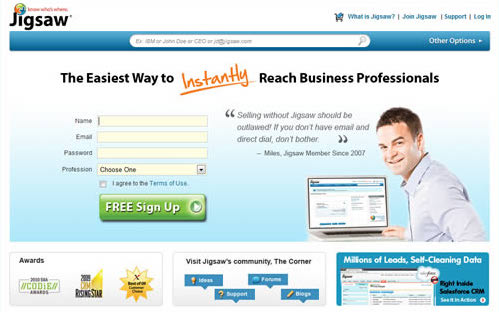 know who's where.
Jigsaw
What is Jigsaw? | Join Jigsaw | Support | Log In
Ex. IBM or John Doe or CEO or jd@jigsaw.com
Other Options
The Easiest Way to Instantly Reach Business Professionals
Name
Email
Password
Profession
Choose One
I agree to the Terms of Use.
FREE Sign Up
“ Selling without Jigsaw should be
outlawed! If you don't have email and
direct dial, don't bother. ”
– Miles, Jigsaw Member Since 2007
Jigsaw
Awards
2010 SIIA
CODiE
AWARDS
2009
CRM
RISING STAR
Best of 09
Customer
Choice
Visit Jigsaw's community, The Corner
Ideas
Forums
Support
Blogs
Millions of Leads, Self-Cleaning Data
Jigsaw
salesforce
Right Inside
Salesforce CRM
See it in Action